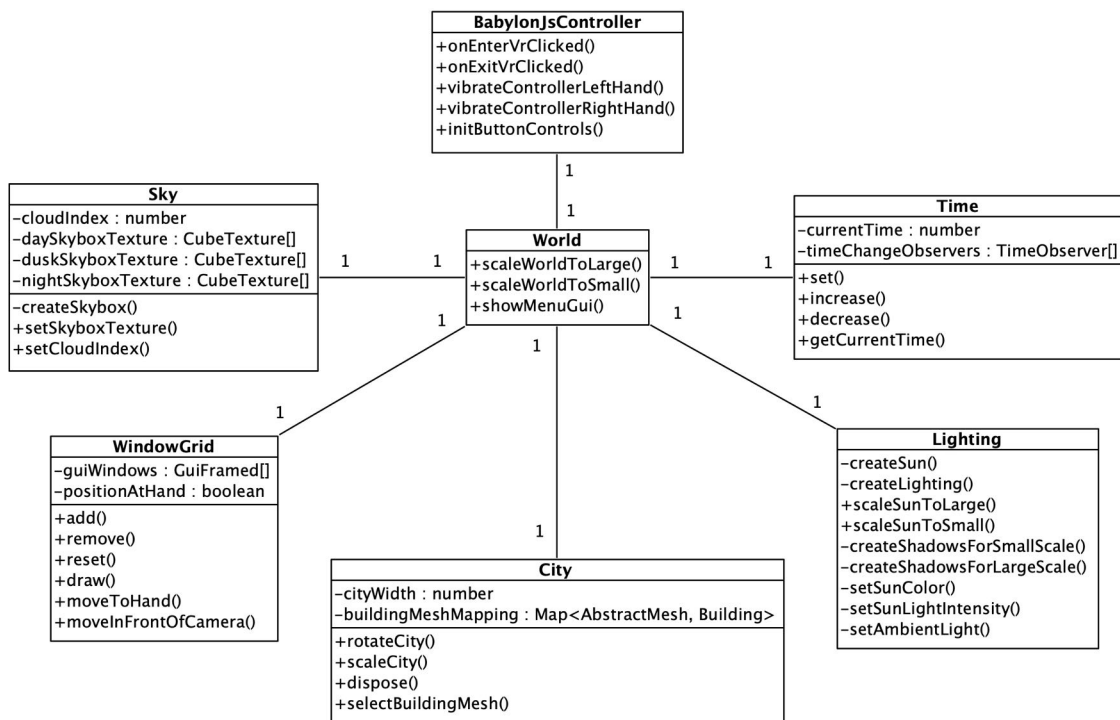 BabylonJsController
+onEnterVrClicked()
+onExitVrClicked()
+vibrateControllerLeftHand()
+vibrateControllerRightHand()
+initButtonControls()
1
1
Sky
-cloudIndex : number
-daySkyboxTexture : CubeTexture[]
-duskSkyboxTexture : CubeTexture[]
-nightSkyboxTexture : CubeTexture[]
-createSkybox()
+setSkyboxTexture()
+setCloudIndex()
1
1
World
+scaleWorldToLarge()
+scaleWorldToSmall()
+showMenuGui()
1
1
Time
-currentTime : number
-timeChangeObservers : TimeObserver[]
+set()
+increase()
+decrease()
+getCurrentTime()
1
1
1
1
1
WindowGrid
-guiWindows : GuiFramed[]
-positionAtHand : boolean
+add()
+remove()
+reset()
+draw()
+moveToHand()
+moveInFrontOfCamera()
1
City
-cityWidth : number
-buildingMeshMapping : Map<AbstractMesh, Building>
+rotateCity()
+scaleCity()
+dispose()
+selectBuildingMesh()
Lighting
-createSun()
-createLighting()
+scaleSunToLarge()
+scaleSunToSmall()
-createShadowsForSmallScale()
-createShadowsForLargeScale()
-setSunColor()
-setSunLightIntensity()
-setAmbientLight()